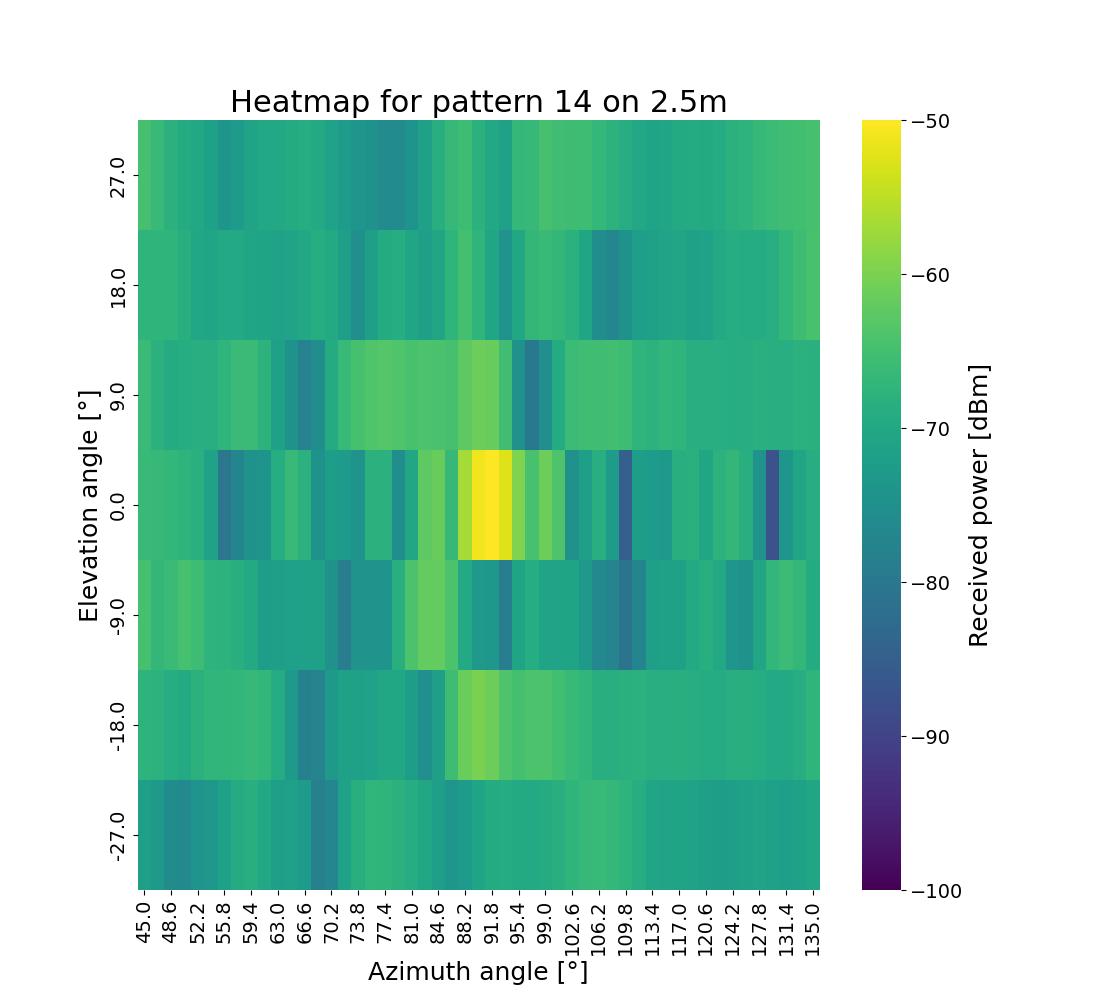 Heatmap for pattern 14 on 2.5m
Elevation angle [°]
27.0
18.0
9.0
0.0
-9.0
-18.0
-27.0
45.0 48.6 52.2 55.8 59.4 63.0 66.6 70.2 73.8 77.4 81.0 84.6 88.2 91.8 95.4 99.0 102.6 106.2 109.8 113.4 117.0 120.6 124.2 127.8 131.4 135.0
Azimuth angle [°]
−50
−60
−70
−80
−90
−100
Received power [dBm]